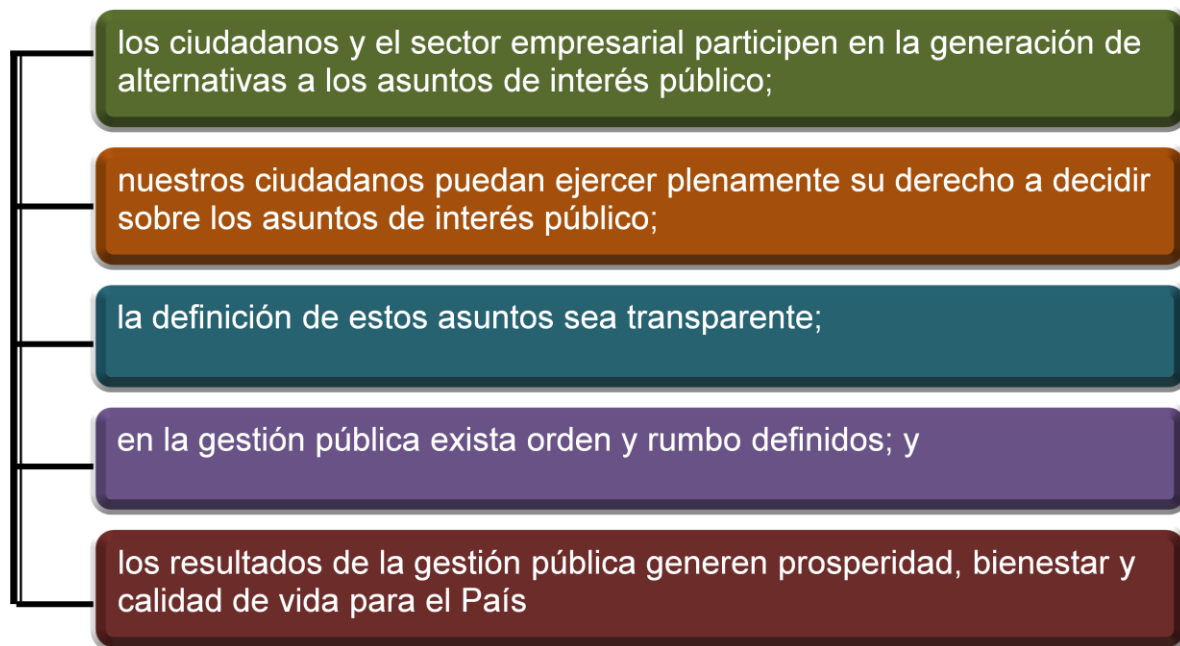 los ciudadanos y el sector empresarial participen en la generación de
alternativas a los asuntos de interés público;
nuestros ciudadanos puedan ejercer plenamente su derecho a decidir
sobre los asuntos de interés público;
la definición de estos asuntos sea transparente;
en la gestión pública exista orden y rumbo definidos; y
los resultados de la gestión pública generen prosperidad, bienestar y
calidad de vida para el País